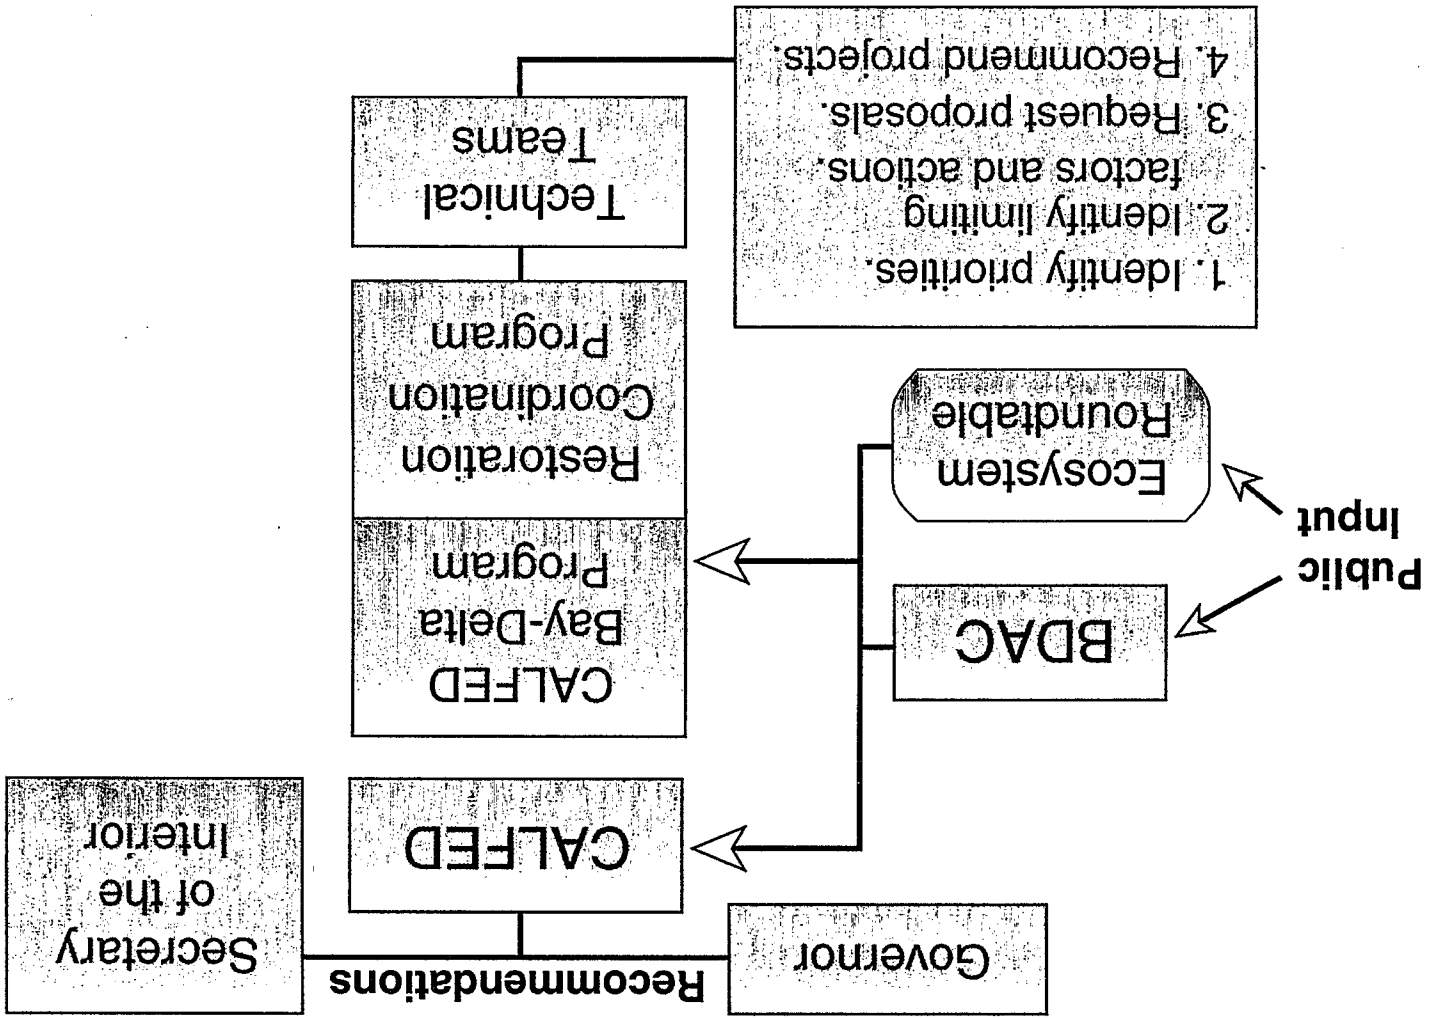 Recommendations
Governor
Secretary
of the
Interior
CALFED
BDAC
Public
Input
Ecosystem
Roundtable
CALFED
Bay-Delta
Program
Restoration
Coordination
Program
Technical
Teams
1. Identify priorities.
2. Identify limiting
factors and actions.
3. Request proposals.
4. Recommend projects.